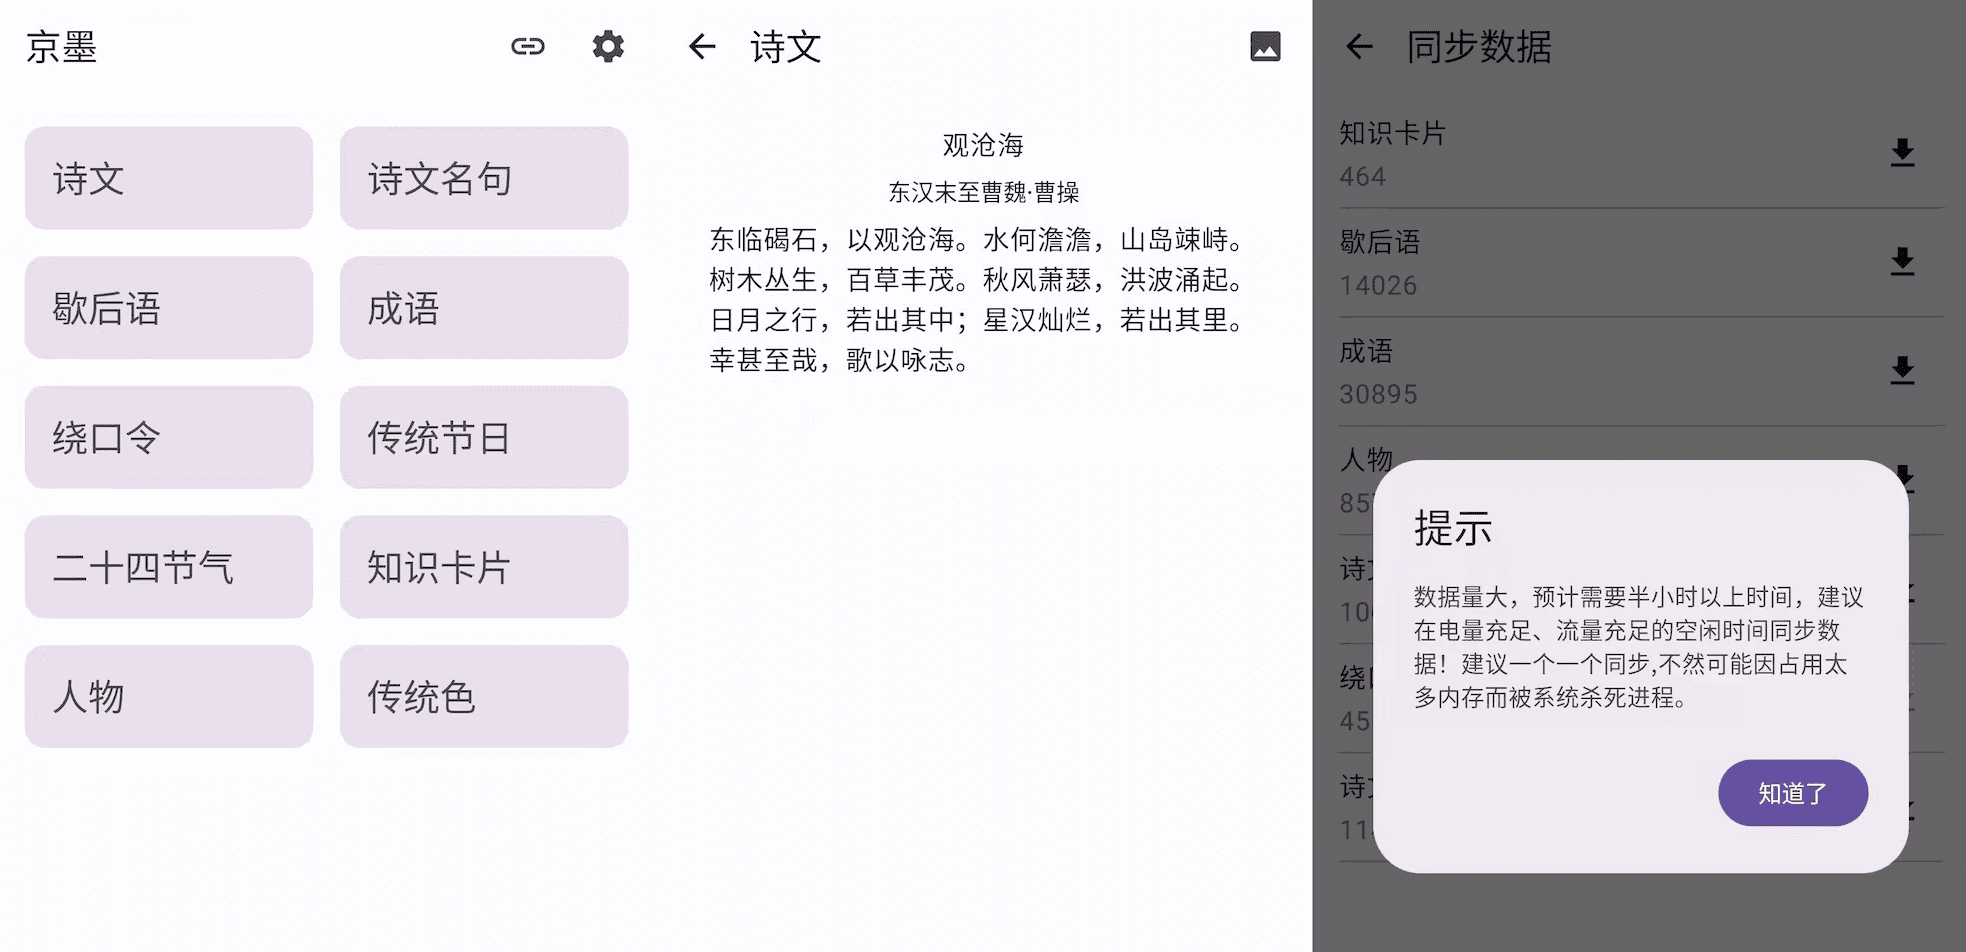 京墨
诗文
诗文名句
歇后语
成语
绕口令
传统节日
二十四节气
知识卡片
人物
传统色
诗文
观沧海
东汉末至曹魏·曹操
东临碣石，以观沧海。水何澹澹，山岛竦峙。
树木丛生，百草丰茂。秋风萧瑟，洪波涌起。
日月之行，若出其中；星汉灿烂，若出其里。
幸甚至哉，歌以咏志。
同步数据
知识卡片
464
歇后语
14026
成语
30895
人物
85
诗
10
绕
45
诗
11
提示
数据量大，预计需要半小时以上时间，建议
在电量充足、流量充足的空闲时间同步数
据！建议一个一个同步,不然可能因占用太
多内存而被系统杀死进程。
知道了